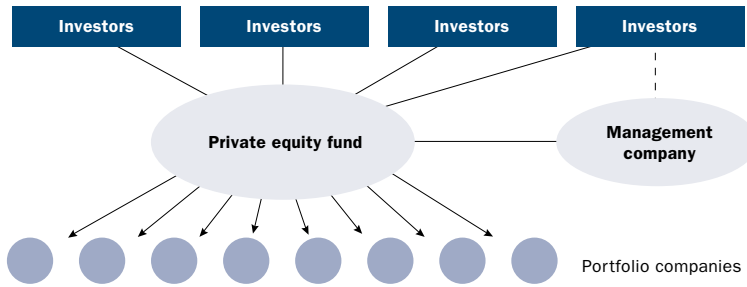 Investors
Investors
Investors
Investors
Private equity fund
Management
company
Portfolio companies